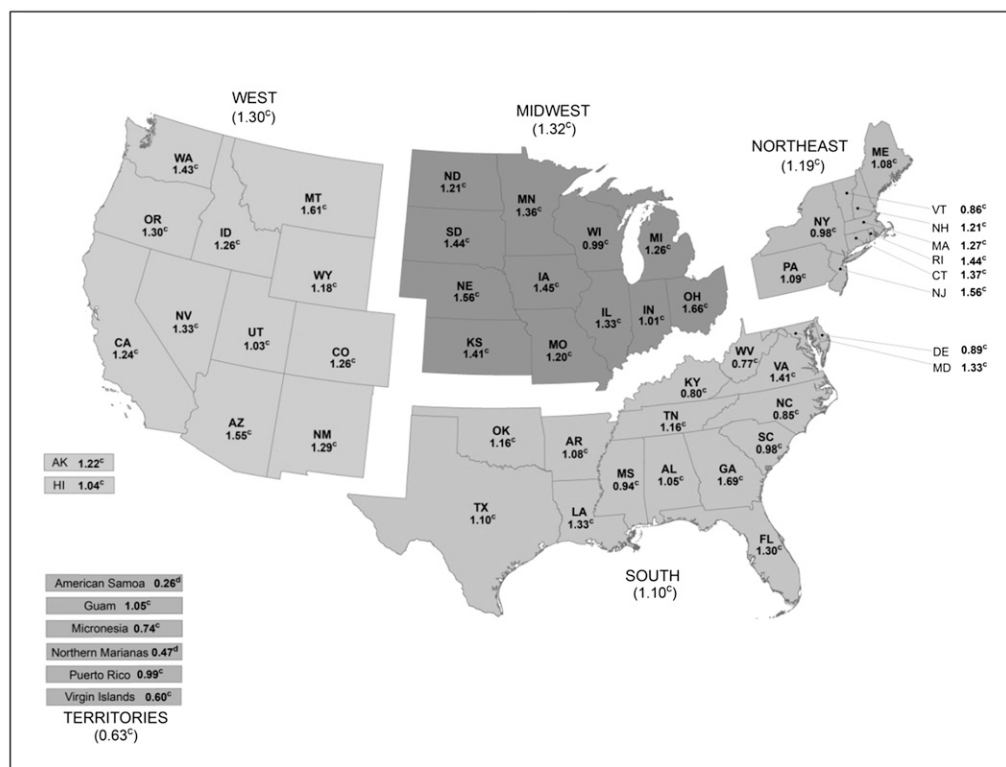 WEST
(1.30ᶜ)
WA
1.43ᶜ
MT
1.61ᶜ
OR
1.30ᶜ
ID
1.26ᶜ
WY
1.18ᶜ
NV
1.33ᶜ
UT
1.03ᶜ
CA
1.24ᶜ
CO
1.26ᶜ
AZ
1.55ᶜ
NM
1.29ᶜ
AK 1.22ᶜ
HI 1.04ᶜ
MIDWEST
(1.32ᶜ)
ND
1.21ᶜ
MN
1.36ᶜ
SD
1.44ᶜ
WI
0.99ᶜ
MI
1.26ᶜ
NE
1.56ᶜ
IA
1.45ᶜ
IL
1.33ᶜ
IN
1.01ᶜ
OH
1.66ᶜ
KS
1.41ᶜ
MO
1.20ᶜ
NORTHEAST
(1.19ᶜ)
ME
1.08ᶜ
NY
0.98ᶜ
PA
1.09ᶜ
VT 0.86ᶜ
NH 1.21ᶜ
MA 1.27ᶜ
RI 1.44ᶜ
CT 1.37ᶜ
NJ 1.56ᶜ
DE 0.89ᶜ
MD 1.33ᶜ
WV
0.77ᶜ
VA
1.41ᶜ
KY
0.80ᶜ
NC
0.85ᶜ
TN
1.16ᶜ
SC
0.98ᶜ
OK
1.16ᶜ
AR
1.08ᶜ
MS
0.94ᶜ
AL
1.05ᶜ
GA
1.69ᶜ
TX
1.10ᶜ
LA
1.33ᶜ
FL
1.30ᶜ
SOUTH
(1.10ᶜ)
American Samoa 0.26ᵈ
Guam 1.05ᶜ
Micronesia 0.74ᶜ
Northern Marianas 0.47ᵈ
Puerto Rico 0.99ᶜ
Virgin Islands 0.60ᶜ
TERRITORIES
(0.63ᶜ)